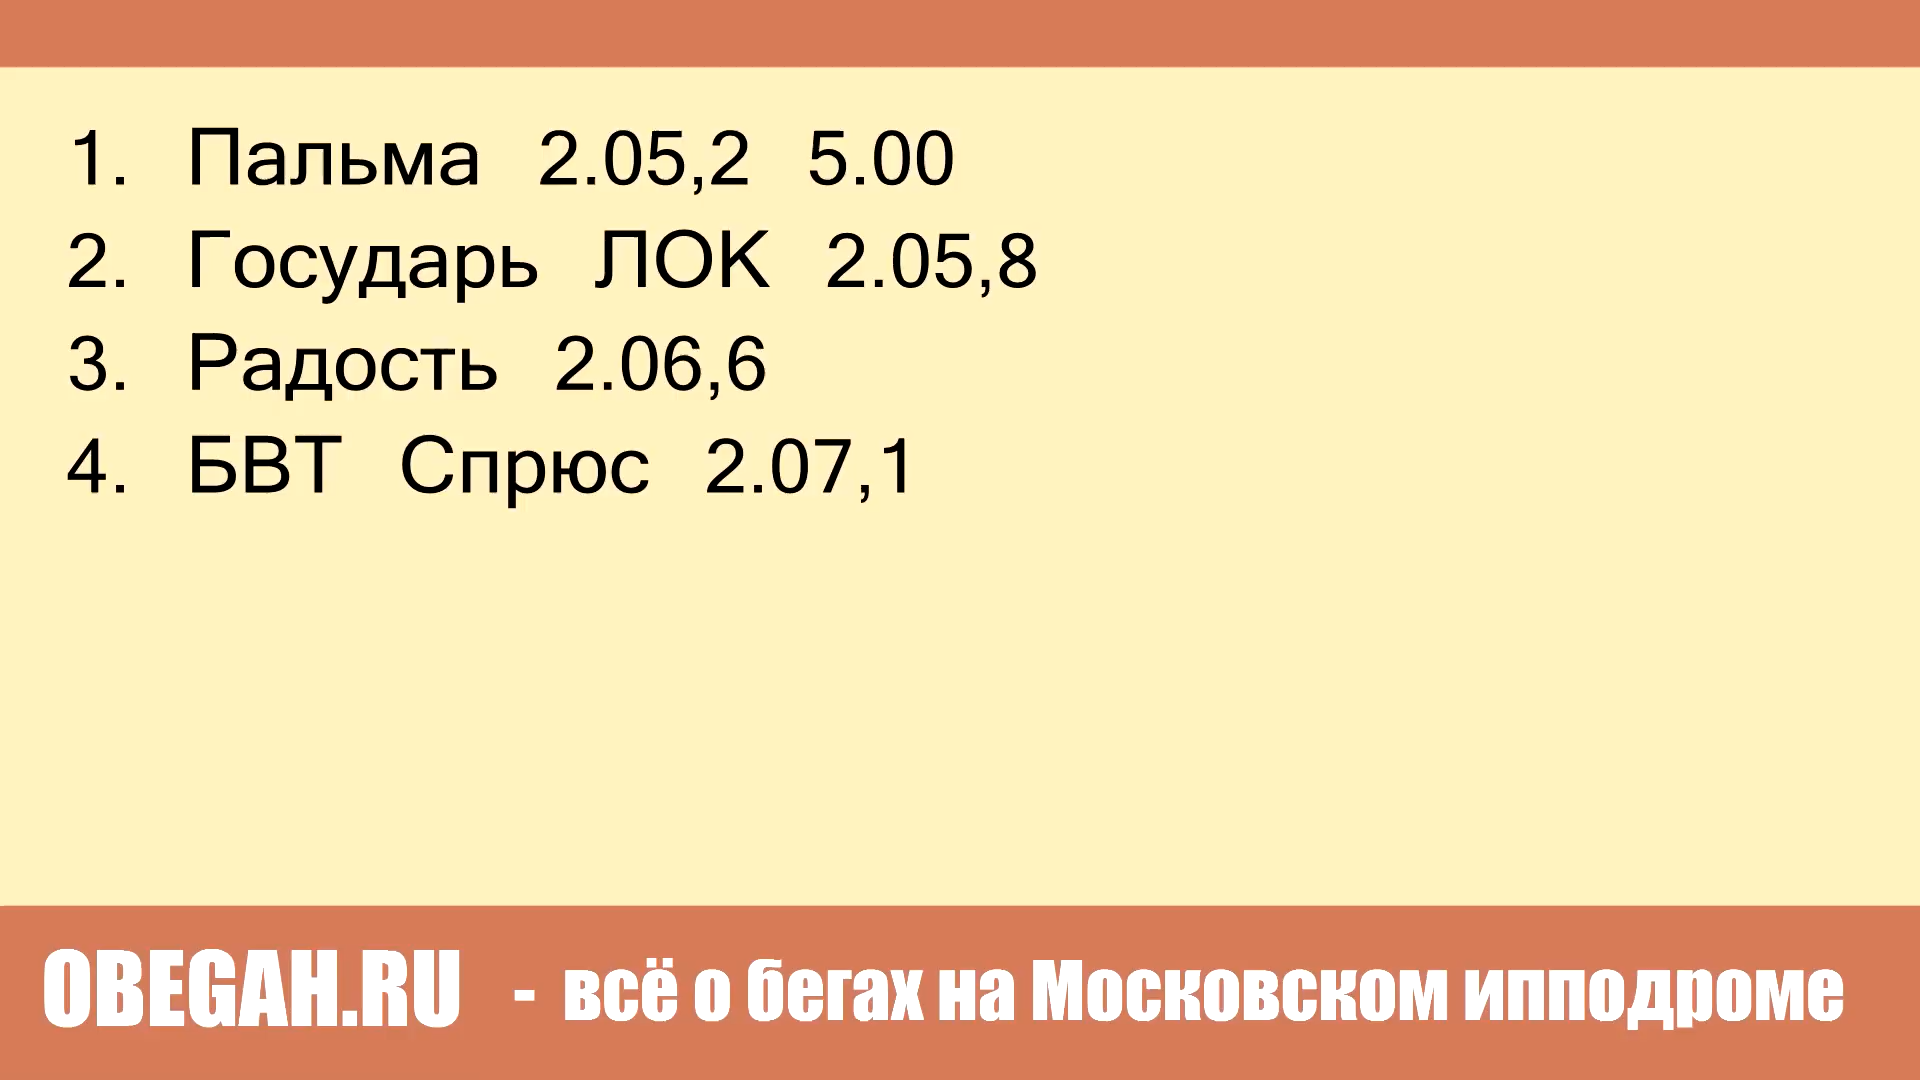 1. Пальма 2.05,2 5.00
2. Государь ЛОК 2.05,8
3. Радость 2.06,6
4. БВТ Спрюс 2.07,1
OBEGAH.RU - всё о бегах на Московском ипподроме